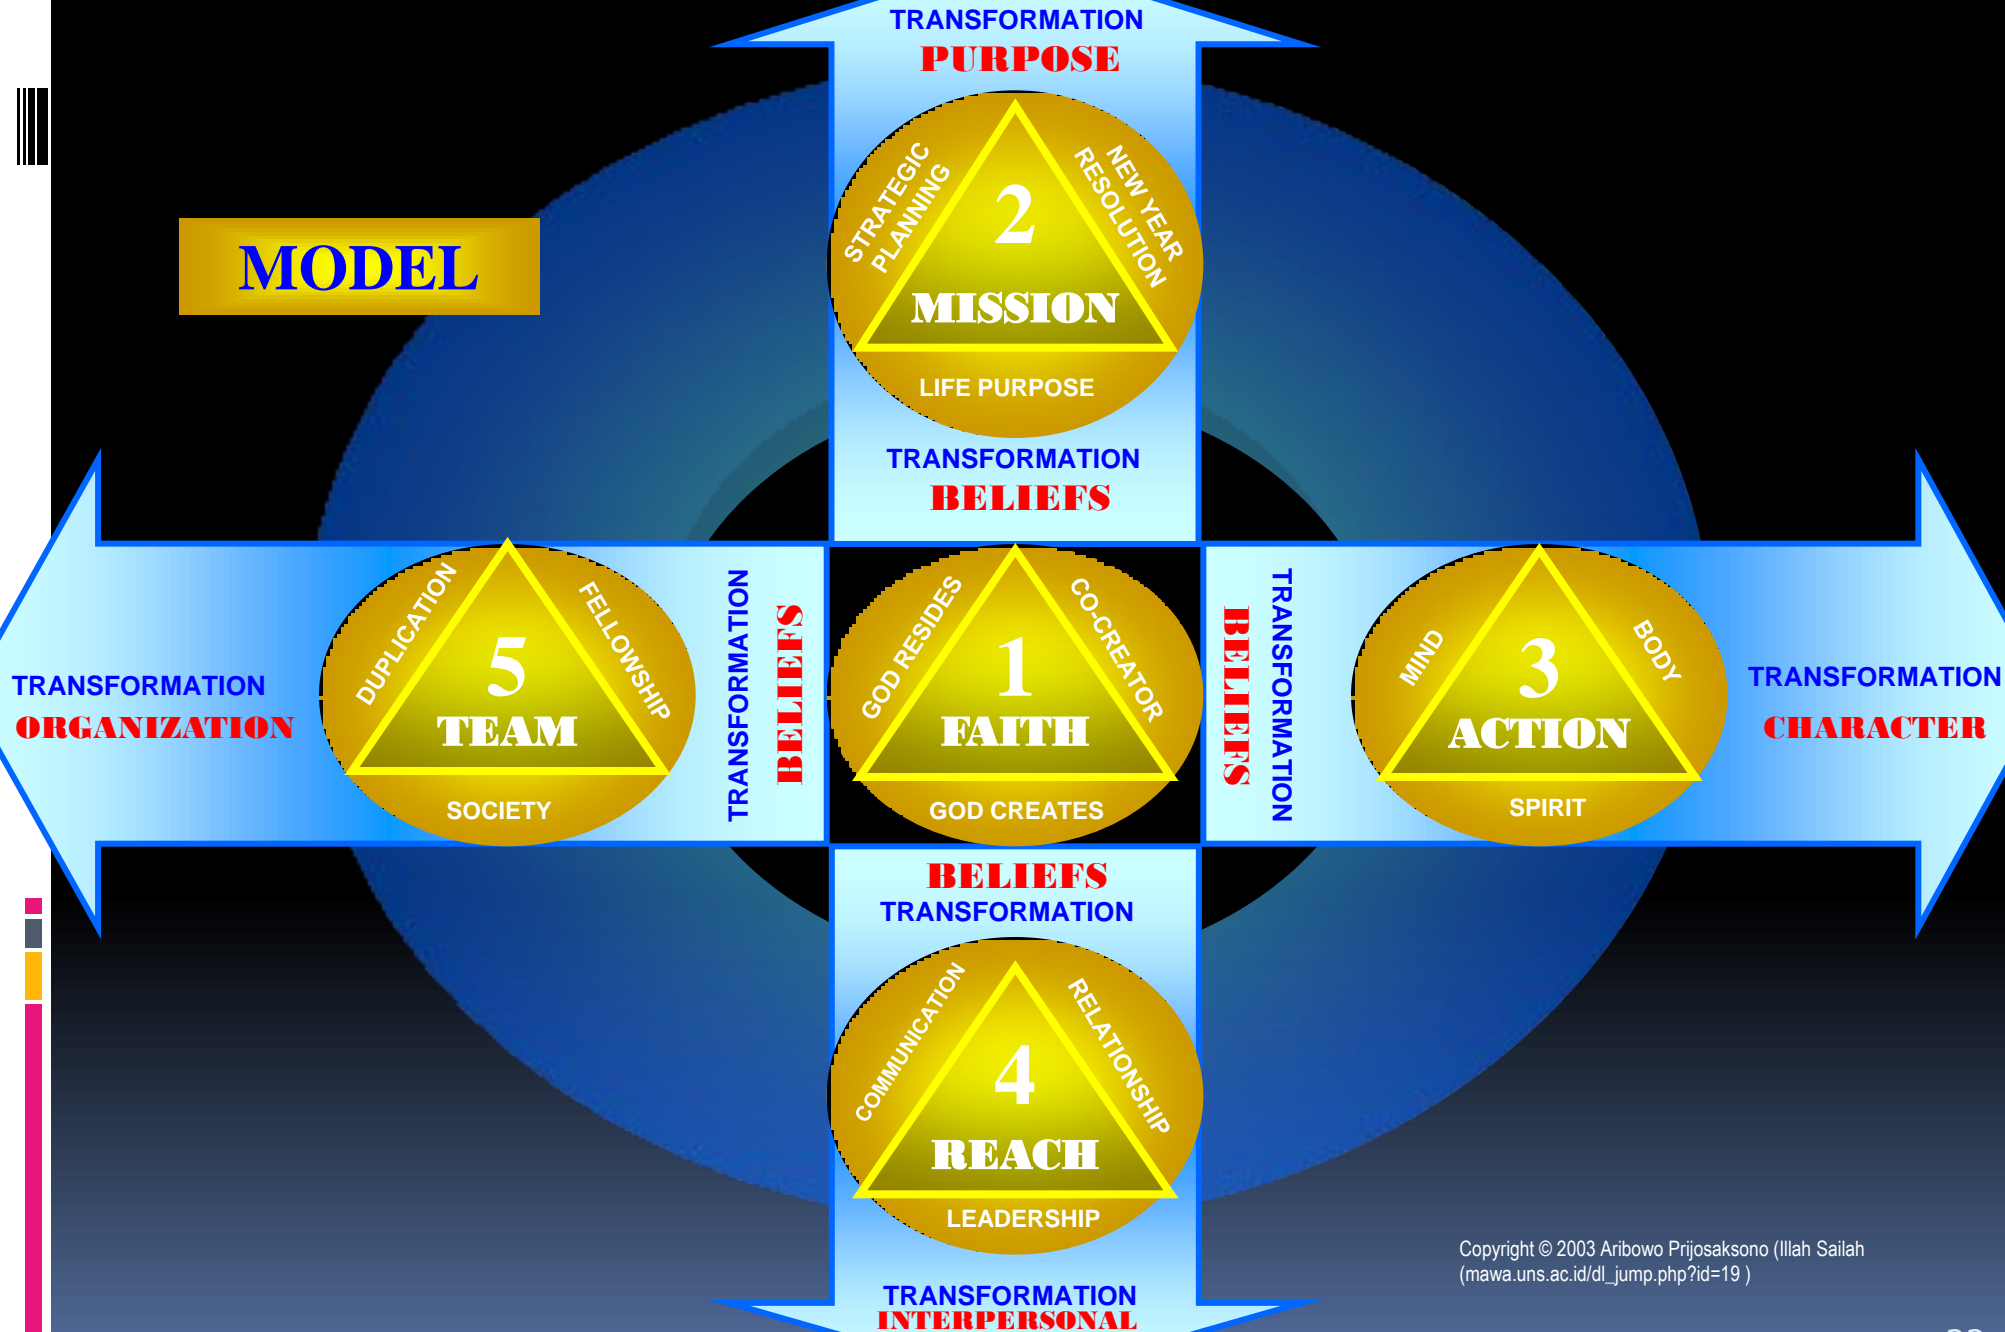 TRANSFORMATION
PURPOSE
STRATEGIC
PLANNING
NEW YEAR
RESOLUTION
2
MISSION
LIFE PURPOSE
MODEL
TRANSFORMATION
BELIEFS
TRANSFORMATION
ORGANIZATION
DUPLICATION
FELLOWSHIP
5
TEAM
SOCIETY
TRANSFORMATION
BELIEFS
GOD RESIDES
CO-CREATOR
1
FAITH
GOD CREATES
BELIEFS
TRANSFORMATION
MIND
BODY
3
ACTION
SPIRIT
TRANSFORMATION
CHARACTER
BELIEFS
TRANSFORMATION
COMMUNICATION
RELATIONSHIP
4
REACH
LEADERSHIP
TRANSFORMATION
INTERPERSONAL
Copyright © 2003 Aribowo Prijosaksono (Illah Sailah
(mawa.uns.ac.id/dl_jump.php?id=19 )